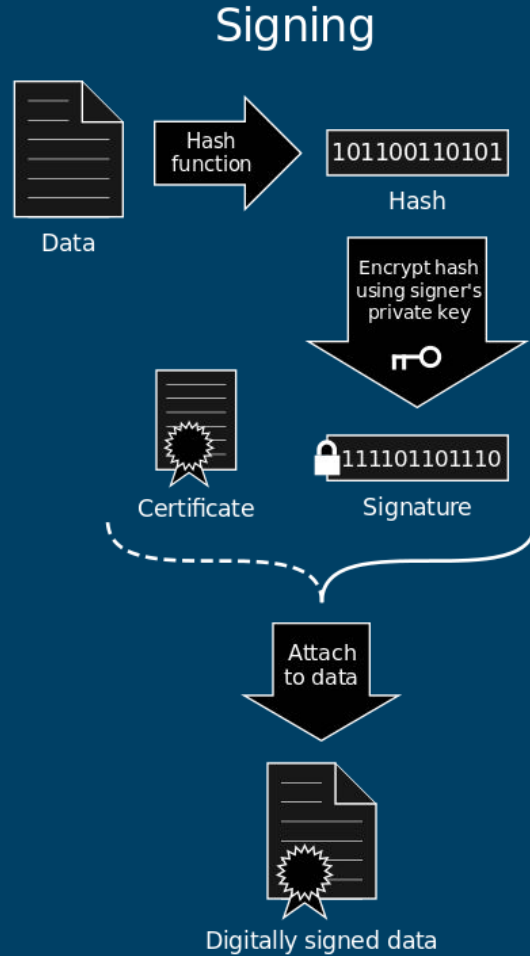 Signing
Hash
function
101100110101
Hash
Data
Encrypt hash
using signer's
private key
111101101110
Certificate
Signature
Attach
to data
Digitally signed data